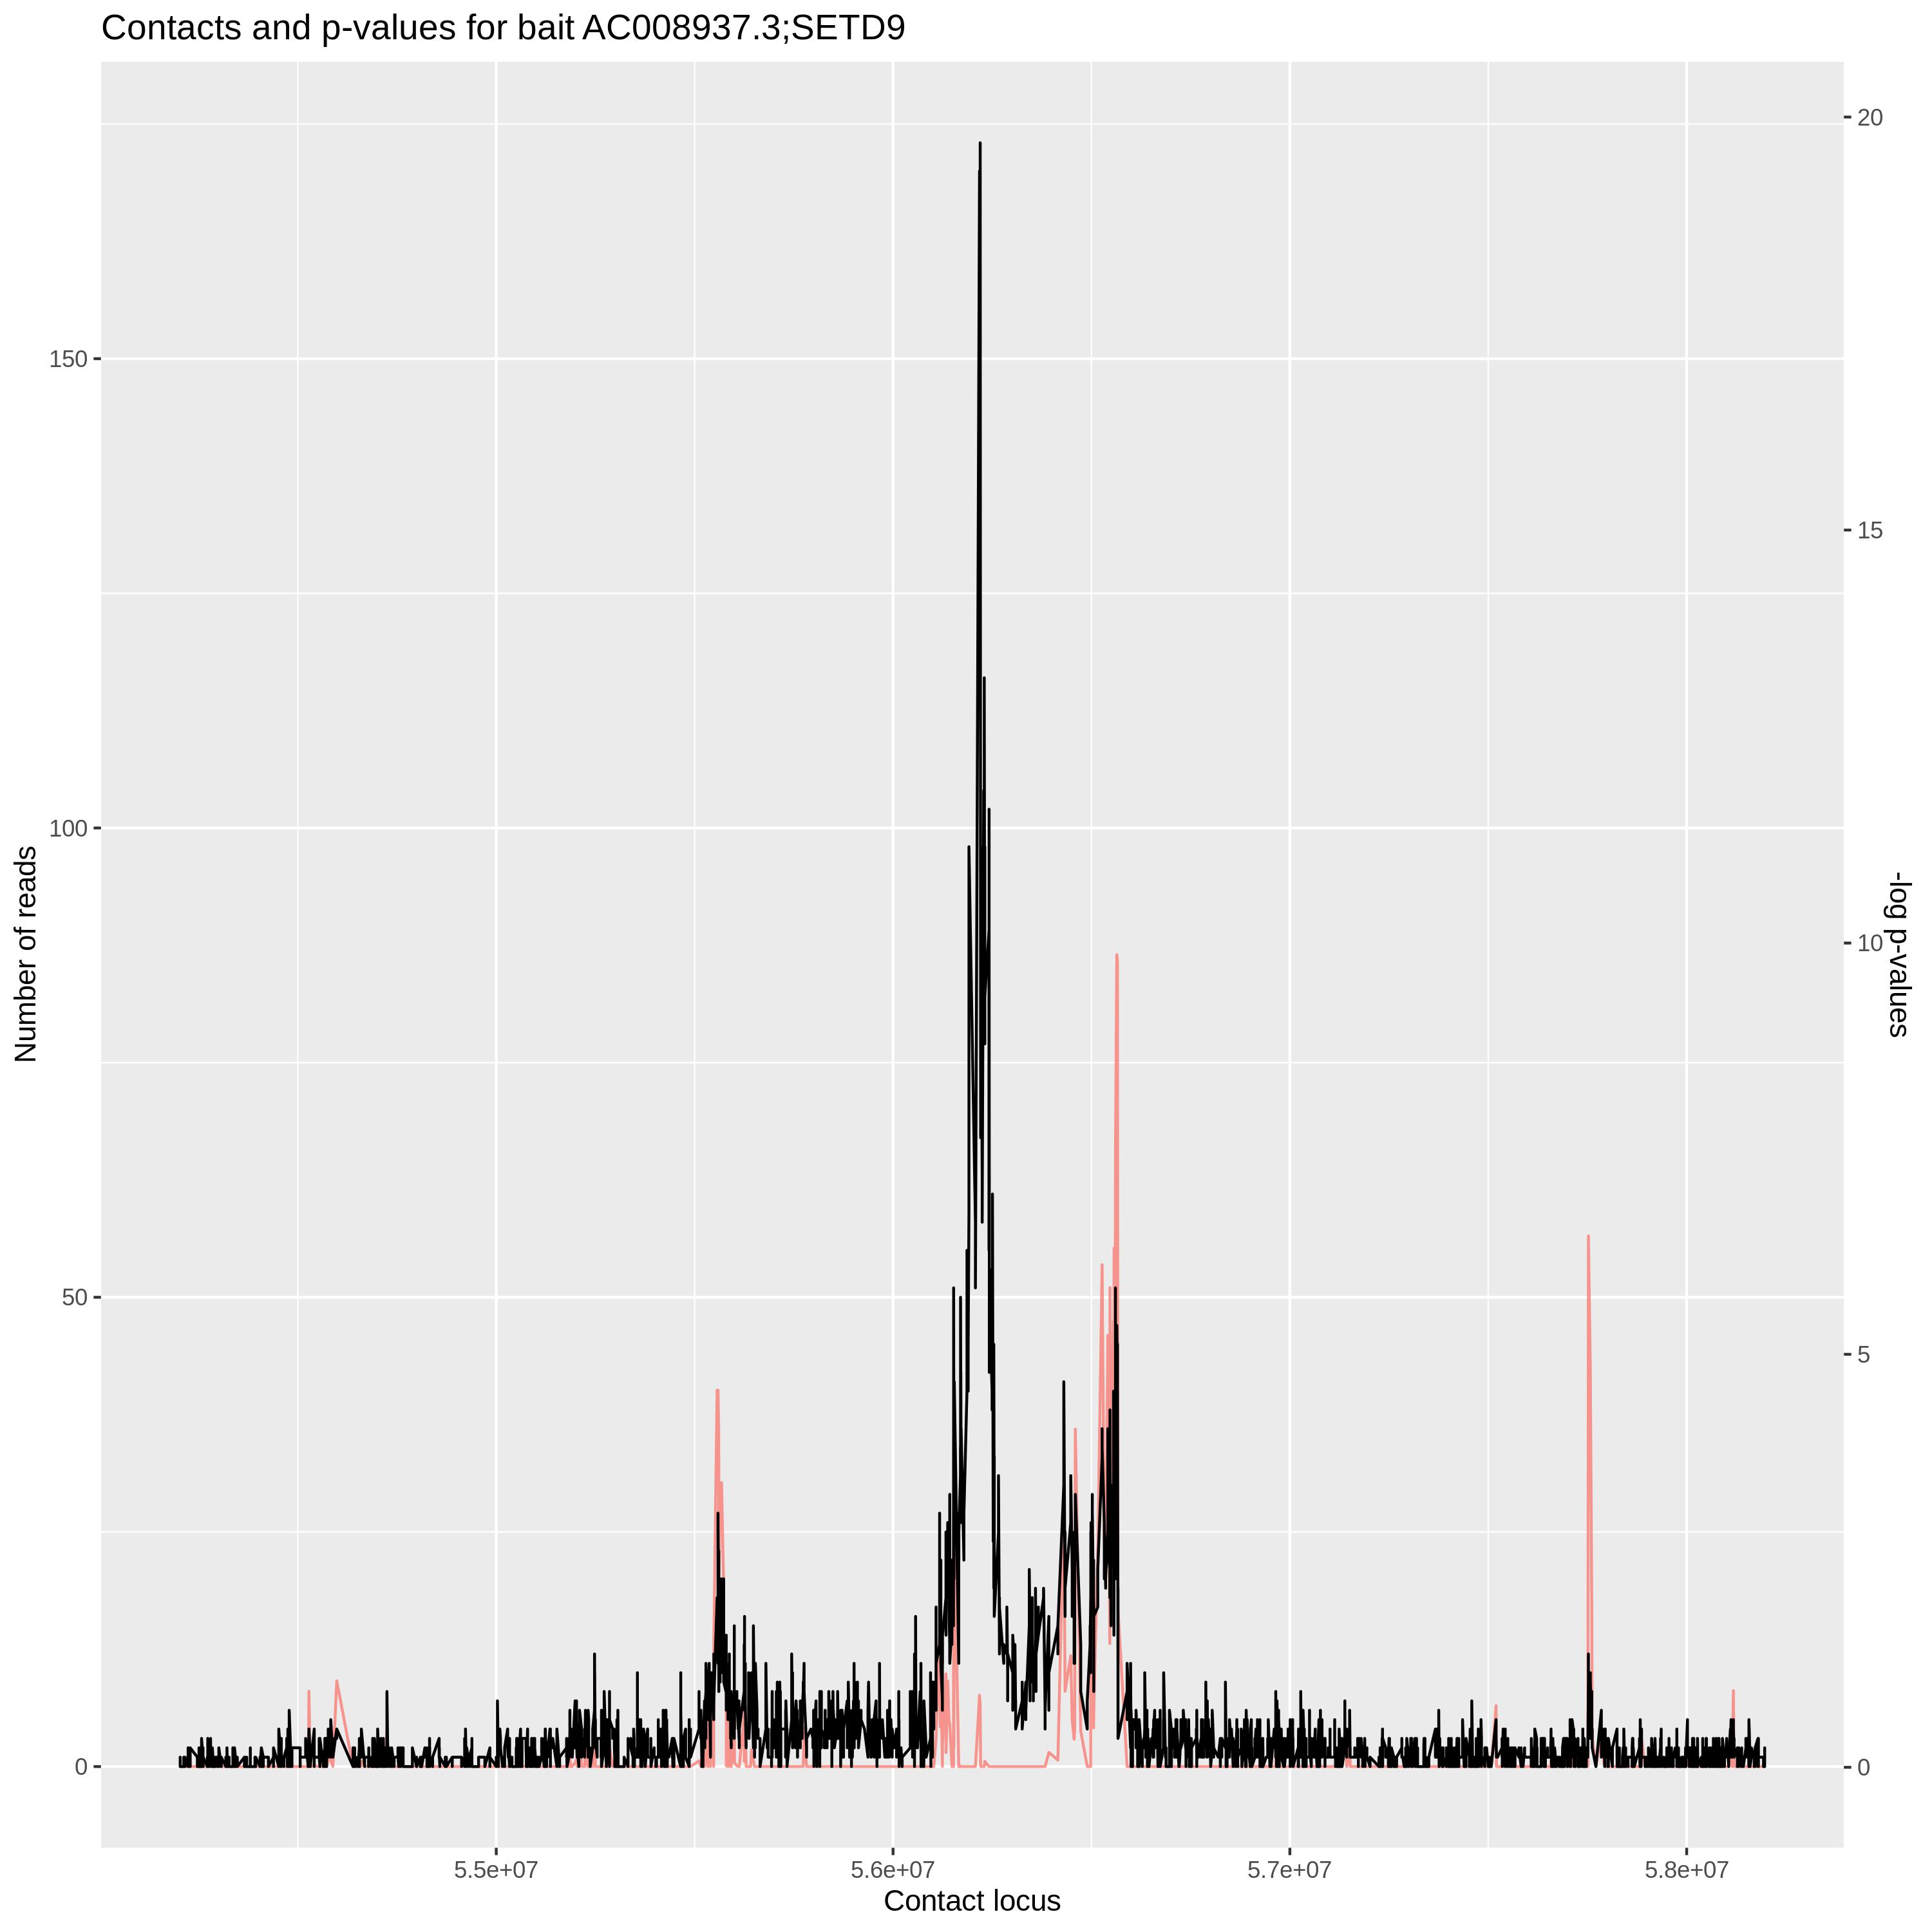 Contacts and p-values for bait AC008937.3;SETD9
20
150
15
100
Number of reads
-log p-values
10
50
5
0
0
5.5e+07
5.6e+07
5.7e+07
5.8e+07
Contact locus